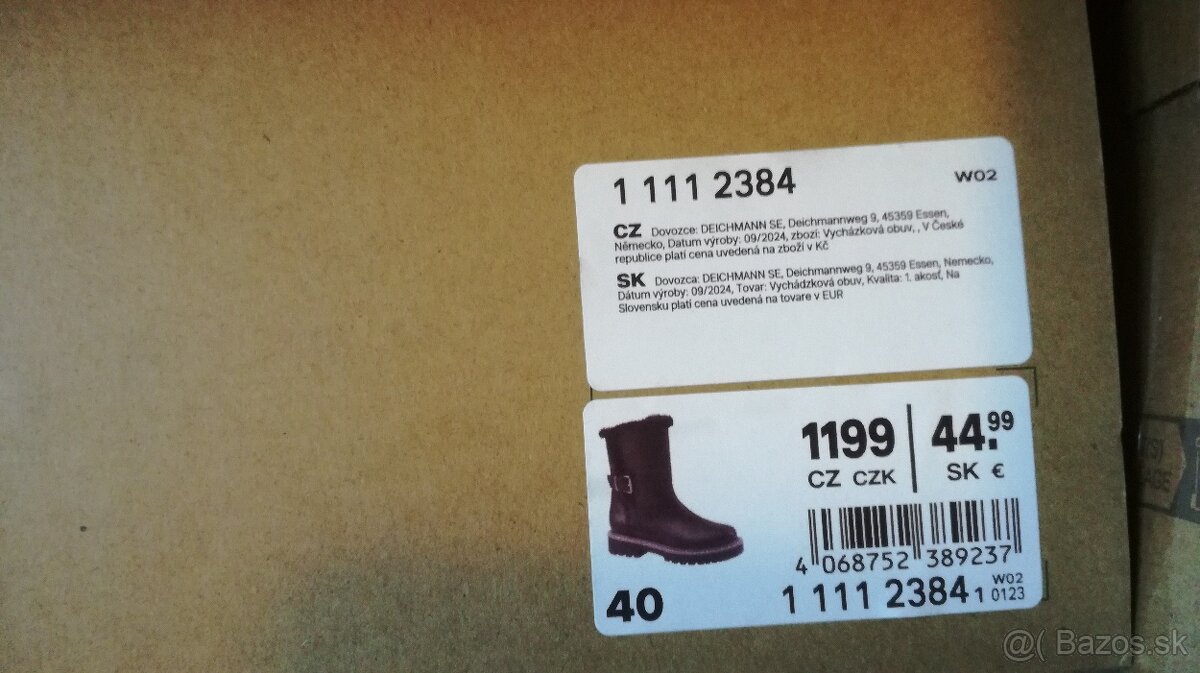 1 111 2384 W02
CZ Dovozce: DEICHMANN SE, Deichmannweg 9, 45359 Essen,
Německo, Datum výroby: 09/2024, zboží: Vycházková obuv, , V České
republice platí cena uvedená na zboží v Kč
SK Dovozca: DEICHMANN SE, Deichmannweg 9, 45359 Essen, Nemecko,
Dátum výroby: 09/2024, Tovar: Vychádzková obuv, Kvalita: 1. akosť, Na
Slovensku platí cena uvedená na tovare v EUR
1199 44.99
CZ CZK SK €
4 068752 389237
40
1 111 2384 1 W02 0123
@( Bazos.sk